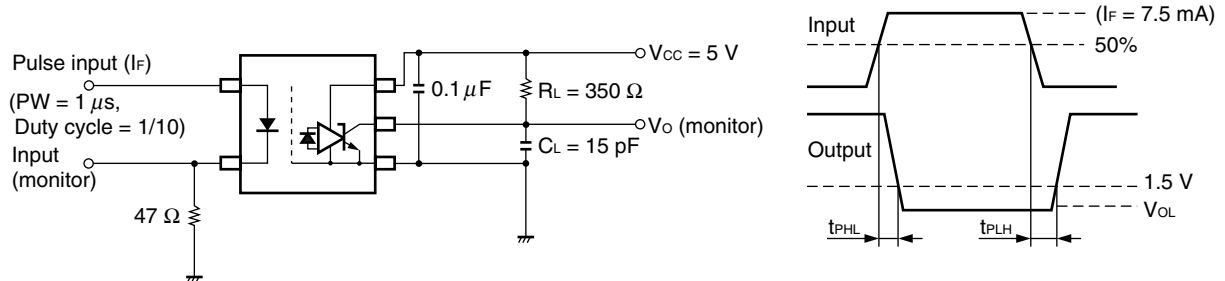 Pulse input (IF)
(PW = 1 μs,
Duty cycle = 1/10)
Input
(monitor)
47 Ω
0.1 μF
VCC = 5 V
RL = 350 Ω
VO (monitor)
CL = 15 pF
Input
(IF = 7.5 mA)
50%
Output
1.5 V
VOL
tPHL
tPLH